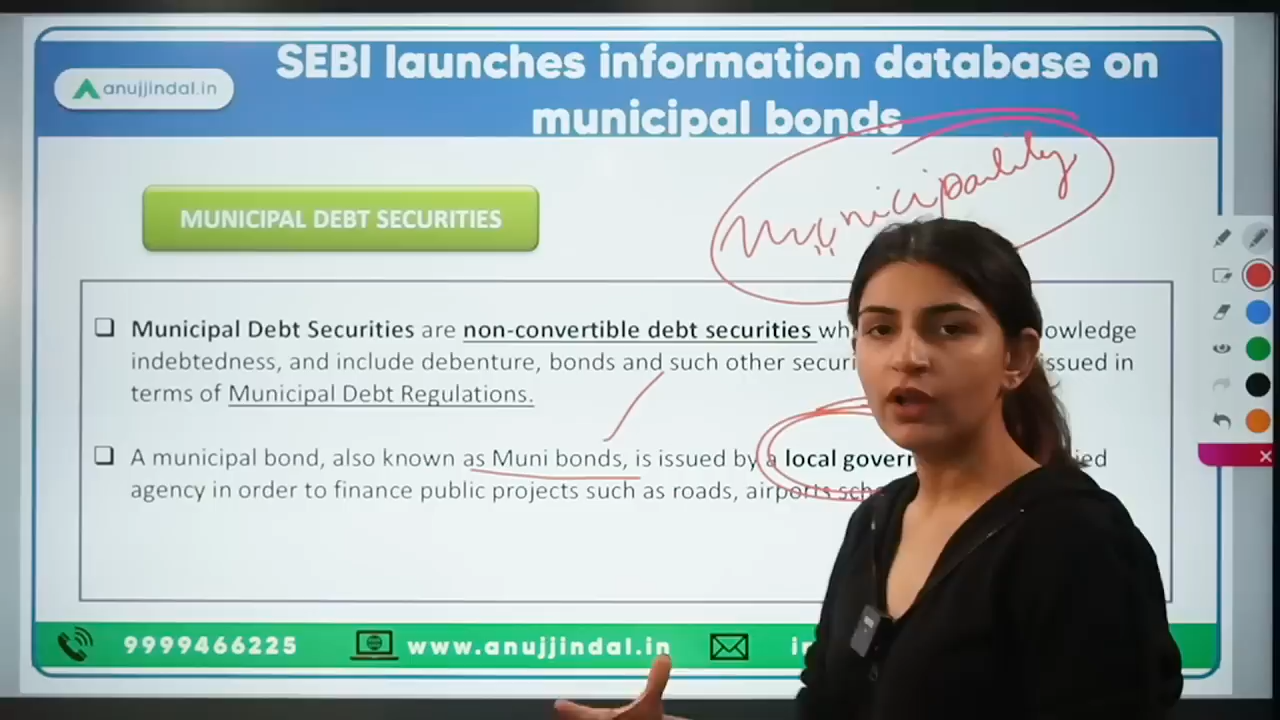 SEBI launches information database on
municipal bonds
anujjindal.in
Municipality
MUNICIPAL DEBT SECURITIES
Municipal Debt Securities are non-convertible debt securities
indebtedness, and include debenture, bonds and such other ssued in
terms of Municipal Debt Regulations.
A municipal bond, also known as Muni bonds, is issued by a local
agency in order to finance public projects such as roads, airports
9999466225 www.anujjindal.in